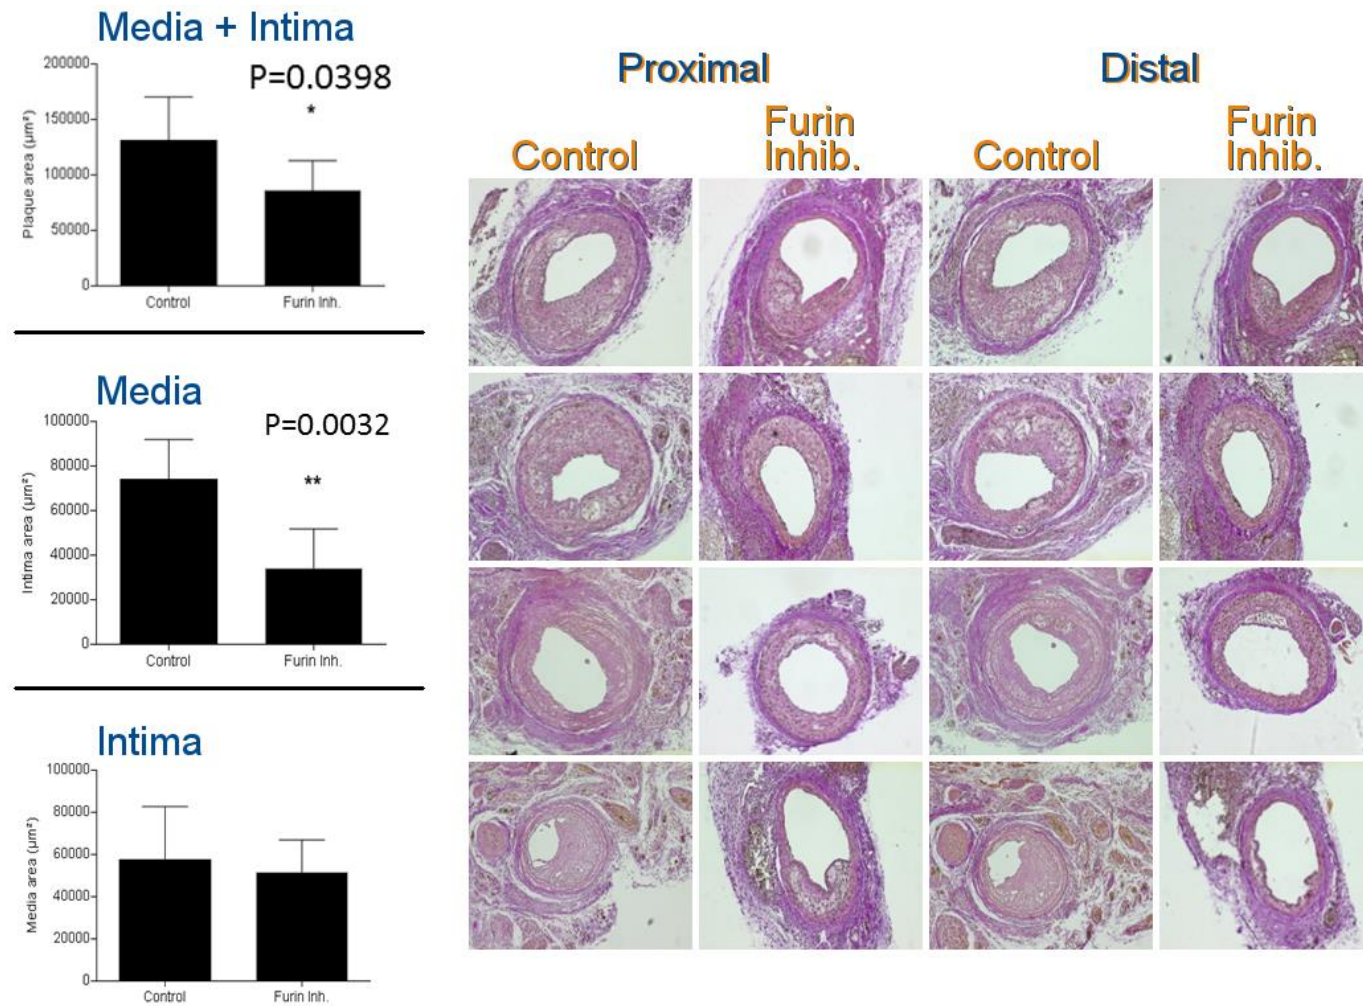 Media + Intima
P=0.0398
*
Plaque area (µm²)
200000
150000
100000
50000
0
Control
Furin Inh.
Media
P=0.0032
**
Intima area (µm²)
100000
80000
60000
40000
20000
0
Control
Furin Inh.
Intima
Media area (µm²)
100000
80000
60000
40000
20000
0
Control
Furin Inh.
Proximal
Distal
Control
Furin
Inhib.
Control
Furin
Inhib.